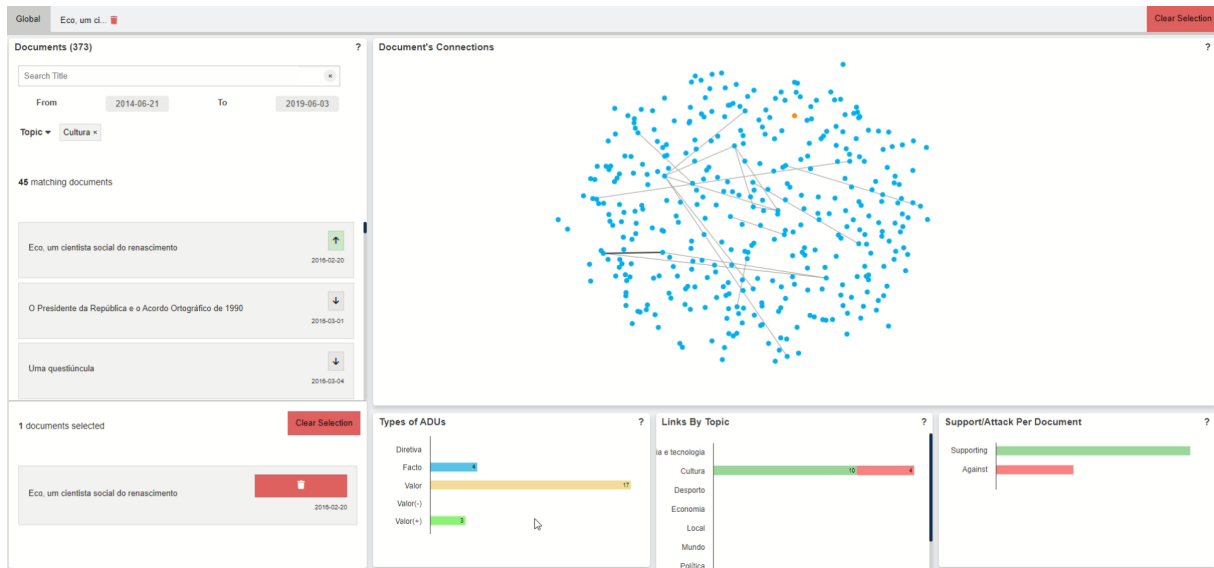 Global Eco, um ci... Clear Selection
Documents (373) ?
Search Title ×
From 2014-06-21 To 2019-06-03
Topic Cultura ×
45 matching documents
Eco, um cientista social do renascimento
2016-02-20
O Presidente da República e o Acordo Ortográfico de 1990
2016-03-01
Uma questiúncula
2016-03-04
1 documents selected Clear Selection
Eco, um cientista social do renascimento
2016-02-20
Document's Connections ?
Types of ADUs ?
Diretiva
Facto 4
Valor 17
Valor(-)
Valor(+) 3
Links By Topic ?
ia e tecnologia
Cultura 10 4
Desporto
Economia
Local
Mundo
Política
Support/Attack Per Document ?
Supporting
Against